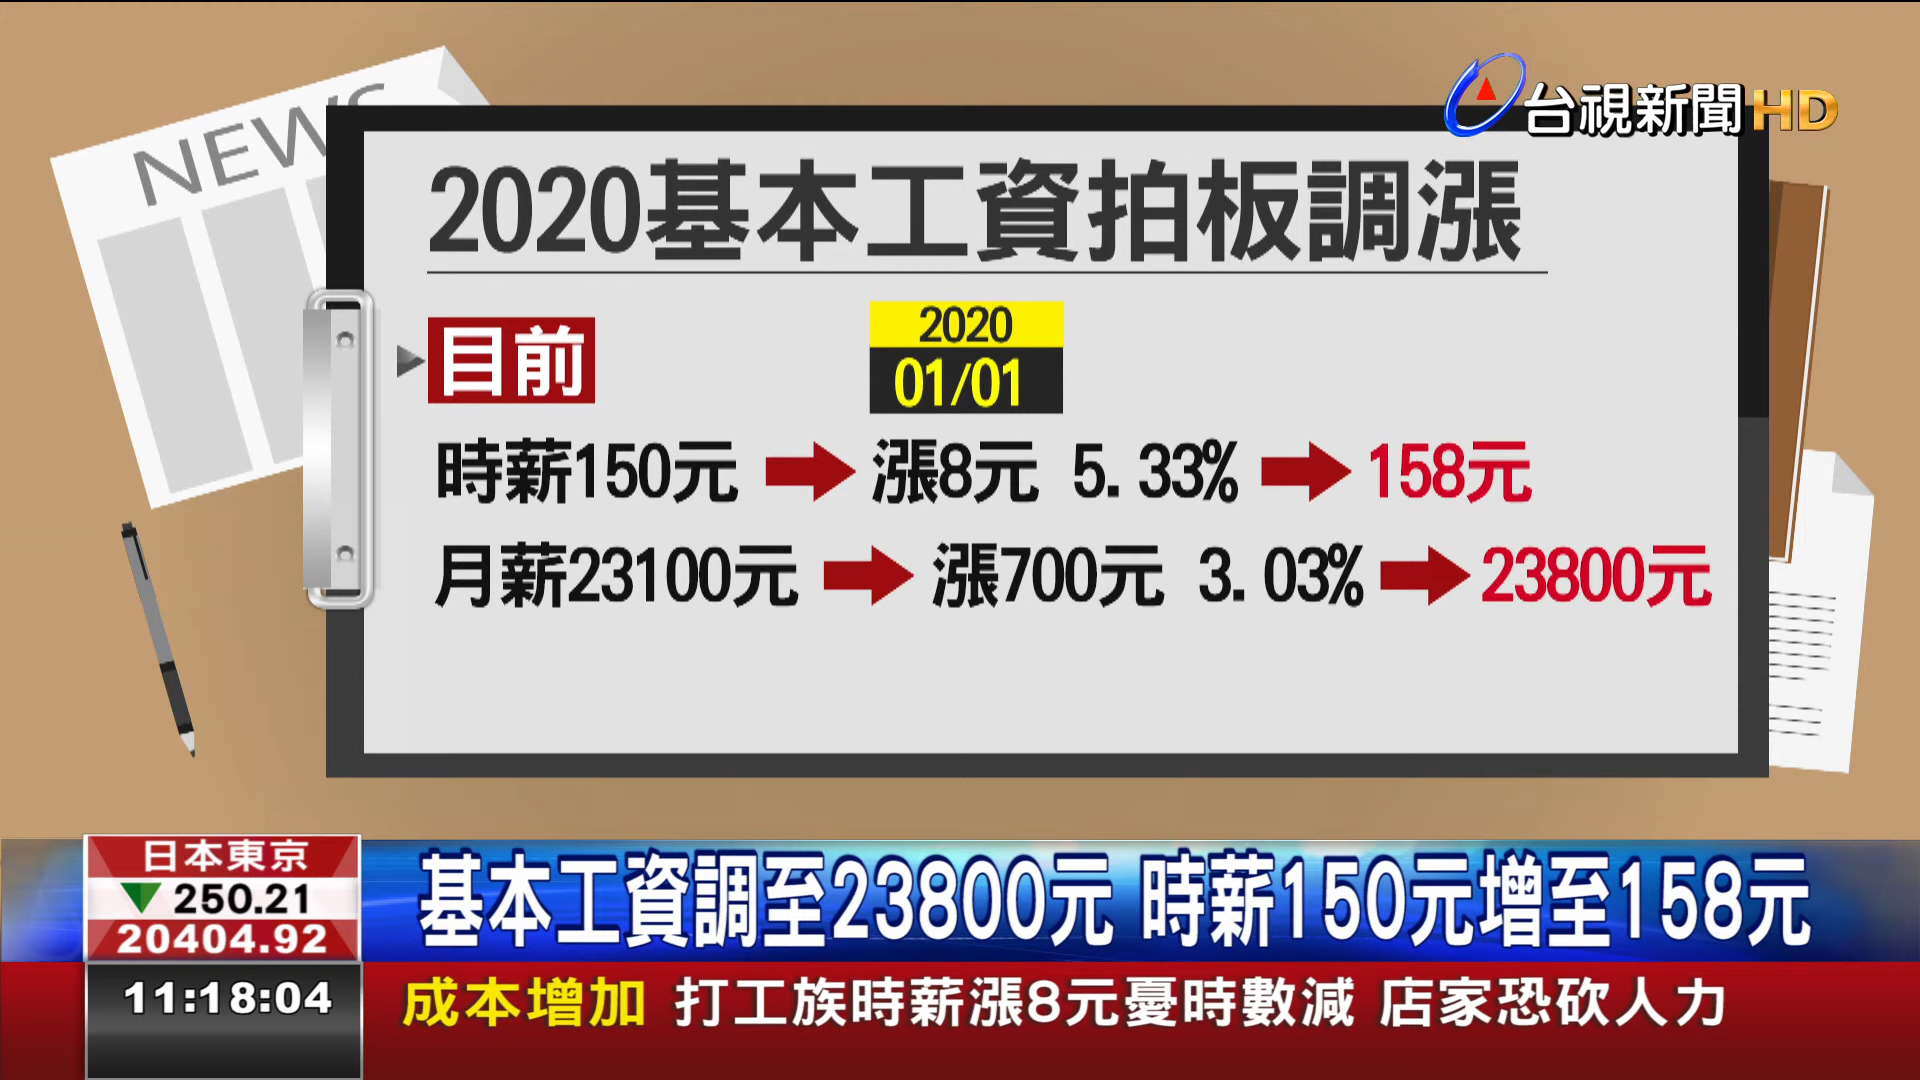 台視新聞HD
NEWS
2020基本工資拍板調漲
目前
2020
01/01
時薪150元 漲8元 5.33% 158元
月薪23100元 漲700元 3.03% 23800元
日本東京
250.21
20404.92
基本工資調至23800元 時薪150元增至158元
11:18:04
成本增加 打工族時薪漲8元憂時數減 店家恐砍人力